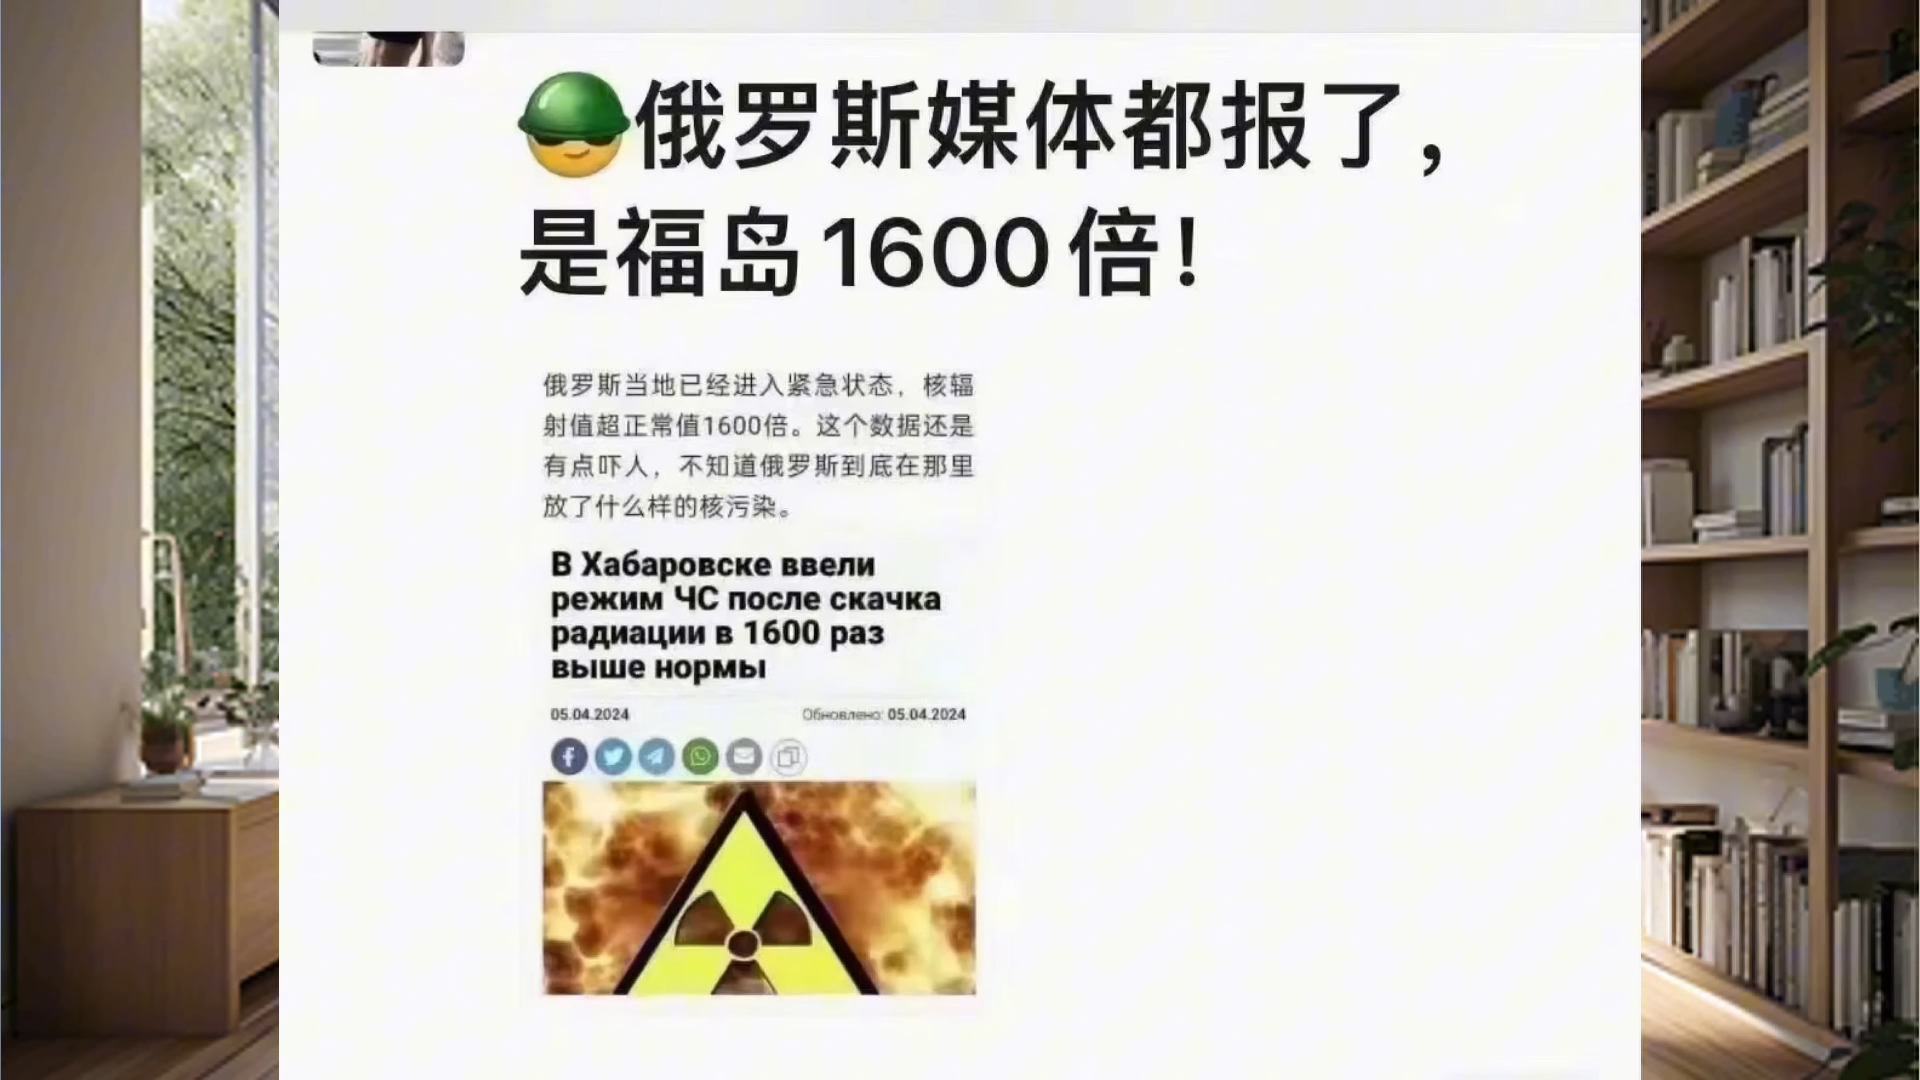 俄罗斯媒体都报了，
是福岛1600倍！
俄罗斯当地已经进入紧急状态，核辐
射值超正常值1600倍。这个数据还是
有点吓人，不知道俄罗斯到底在那里
放了什么样的核污染。
В Хабаровске ввели
режим ЧС после скачка
радиации в 1600 раз
выше нормы
05.04.2024 Обновлено: 05.04.2024